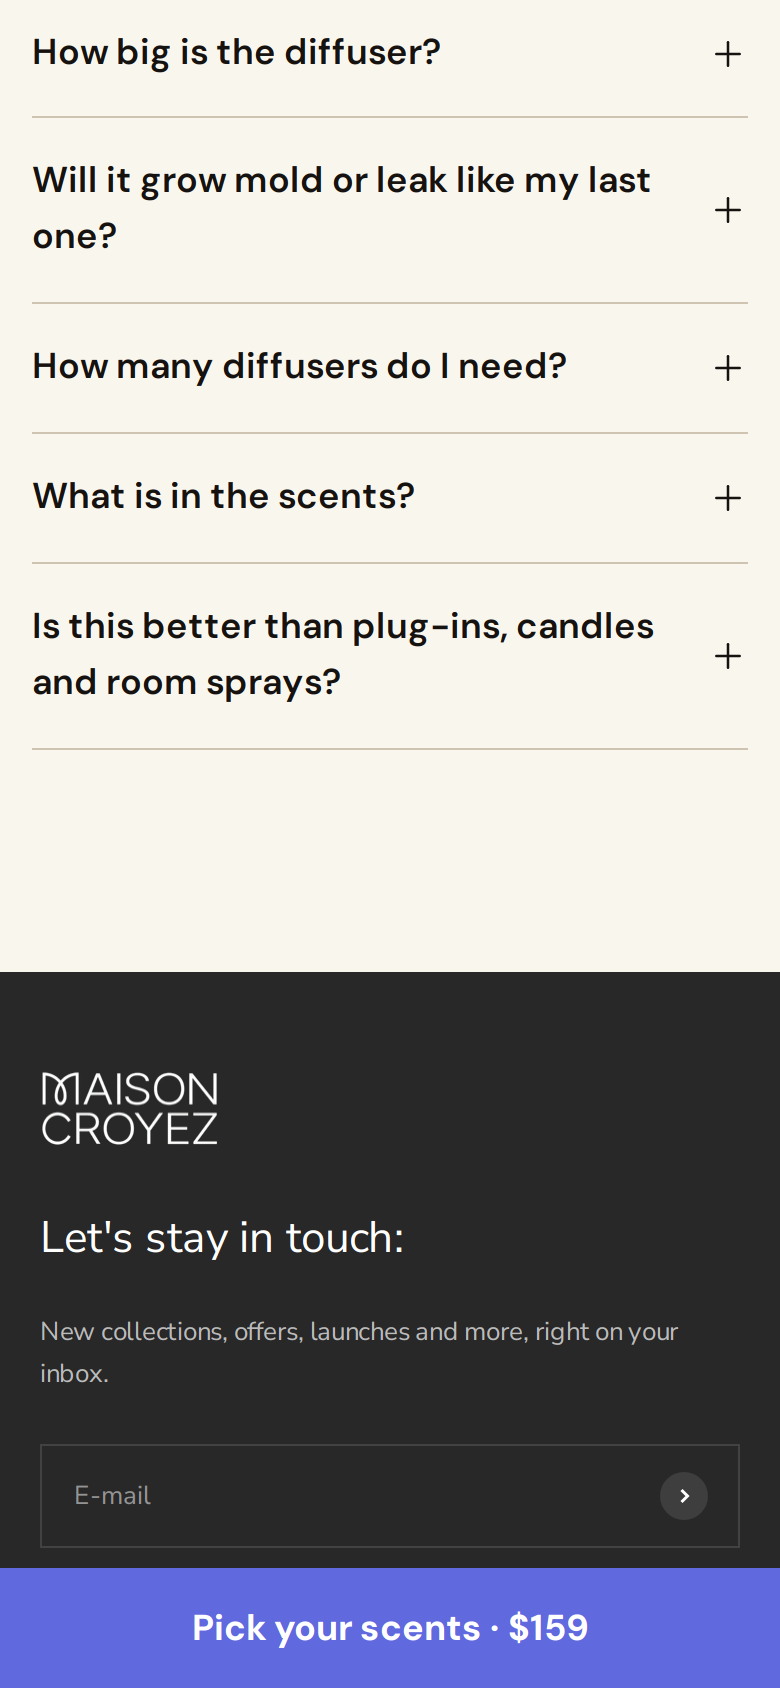 How big is the diffuser?
Will it grow mold or leak like my last
one?
How many diffusers do I need?
What is in the scents?
Is this better than plug-ins, candles
and room sprays?
MAISON
CROYEZ
Let's stay in touch:
New collections, offers, launches and more, right on your
inbox.
E-mail
Pick your scents · $159